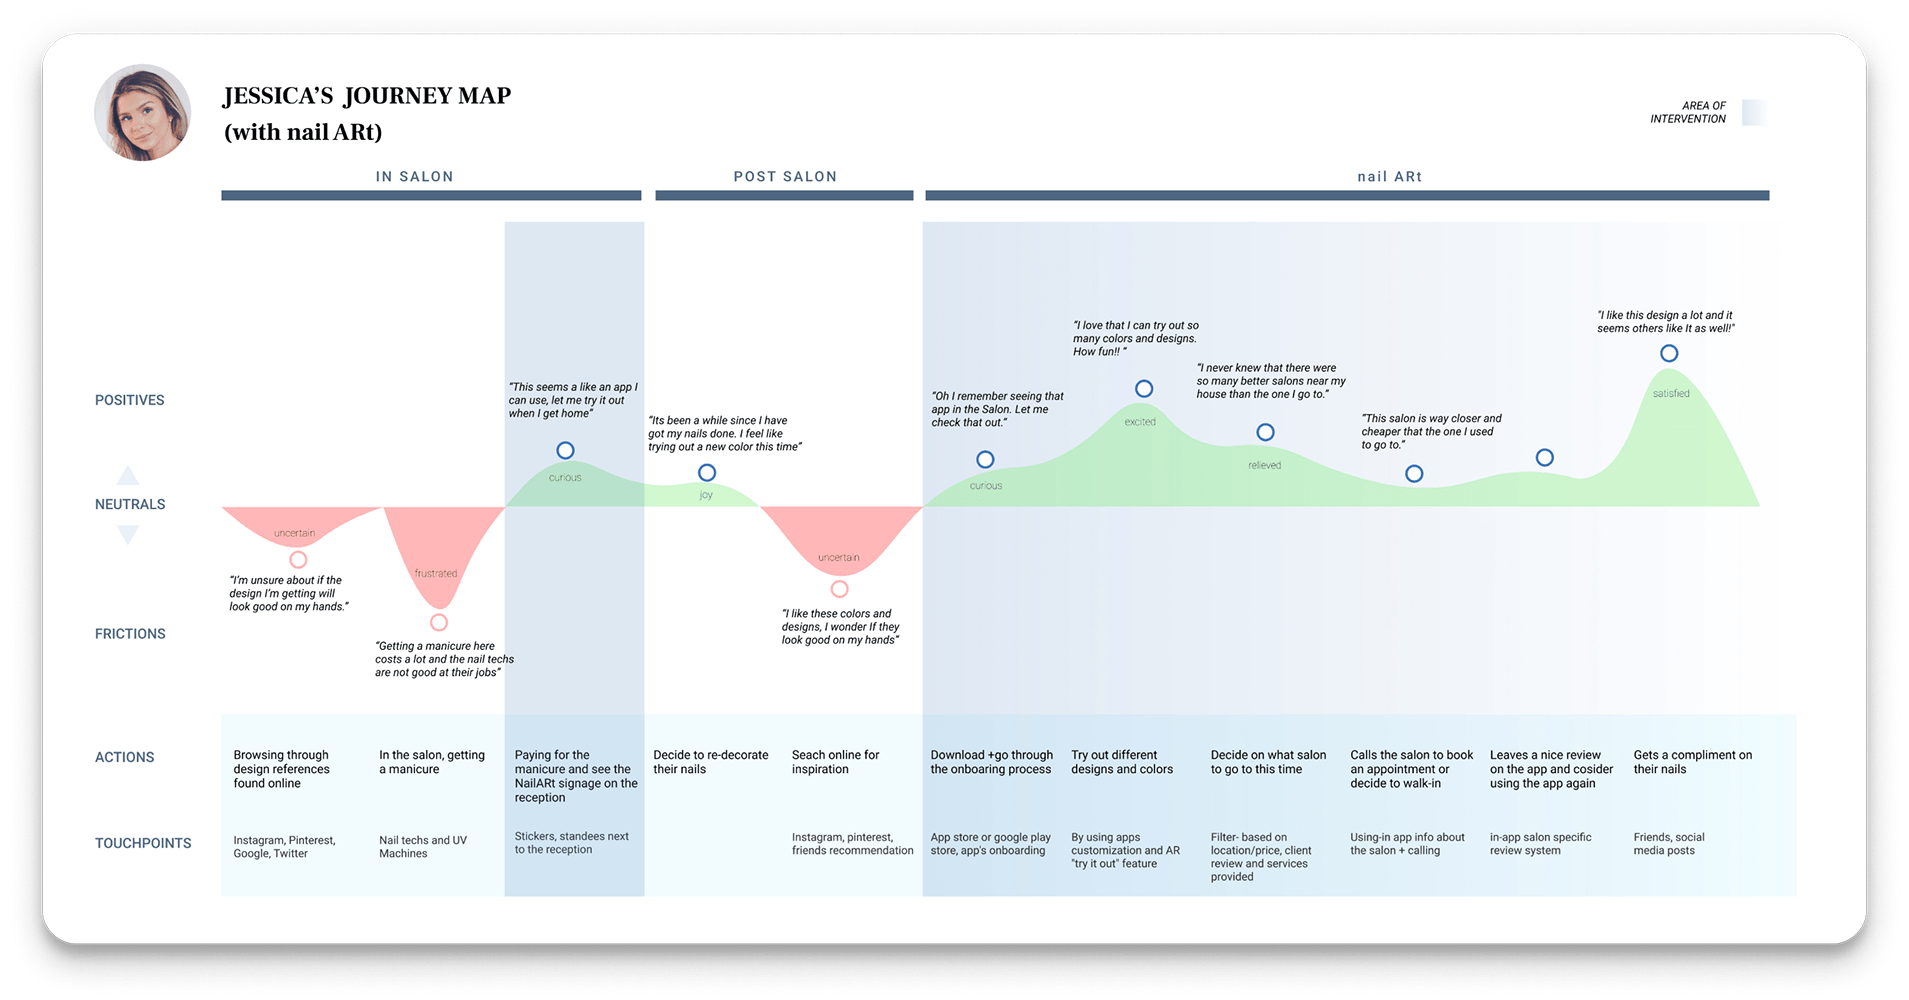 JESSICA'S JOURNEY MAP
(with nail ARt)
AREA OF
INTERVENTION
IN SALON
POST SALON
nail ARt
POSITIVES
NEUTRALS
FRICTIONS
uncertain
"I'm unsure about if the
design I'm getting will
look good on my hands."
frustrated
"Getting a manicure here
costs a lot and the nail techs
are not good at their jobs"
"This seems a like an app I
can use, let me try it out
when I get home"
curious
"Its been a while since I have
got my nails done. I feel like
trying out a new color this time"
joy
uncertain
"I like these colors and
designs, I wonder If they
look good on my hands"
"Oh I remember seeing that
app in the Salon. Let me
check that out."
curious
"I love that I can try out so
many colors and designs.
How fun!! "
excited
"I never knew that there were
so many better salons near my
house than the one I go to."
relieved
"This salon is way closer and
cheaper that the one I used
to go to."
"I like this design a lot and it
seems others like It as well!"
satisfied
ACTIONS
Browsing through
design references
found online
In the salon, getting
a manicure
Paying for the
manicure and see the
NailARt signage on the
reception
Decide to re-decorate
their nails
Seach online for
inspiration
Download +go through
the onboaring process
Try out different
designs and colors
Decide on what salon
to go to this time
Calls the salon to book
an appointment or
decide to walk-in
Leaves a nice review
on the app and cosider
using the app again
Gets a compliment on
their nails
TOUCHPOINTS
Instagram, Pinterest,
Google, Twitter
Nail techs and UV
Machines
Stickers, standees next
to the reception
Instagram, pinterest,
friends recommendation
App store or google play
store, app's onboarding
By using apps
customization and AR
"try it out" feature
Filter- based on
location/price, client
review and services
provided
Using-in app info about
the salon + calling
in-app salon specific
review system
Friends, social
media posts